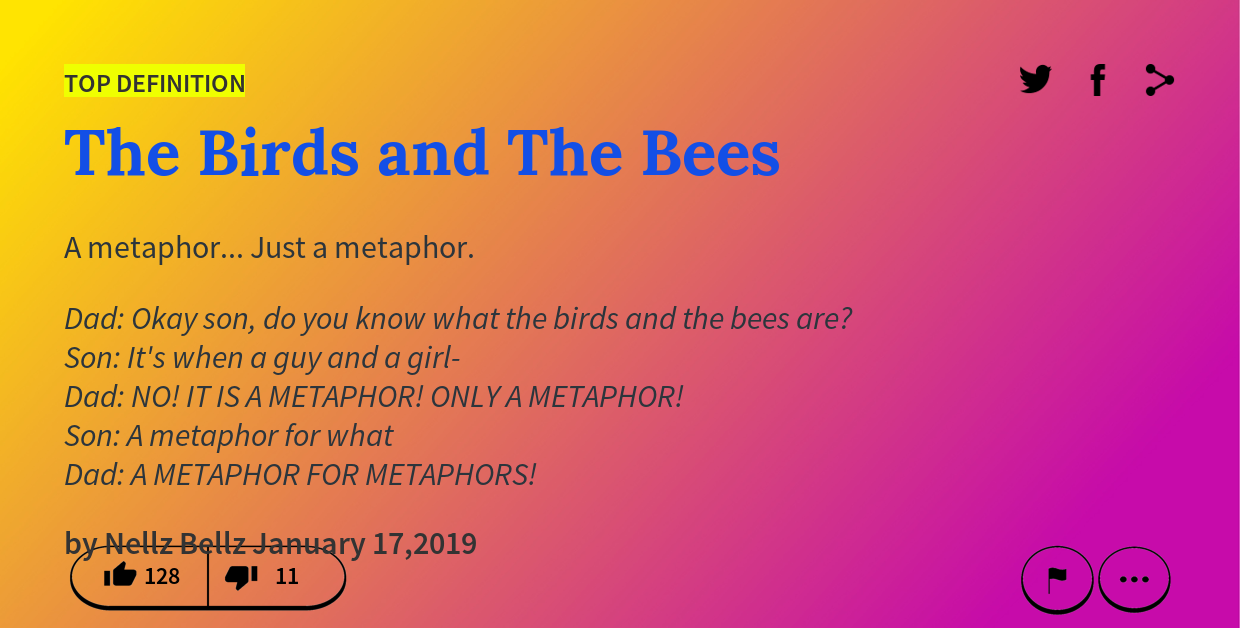 TOP DEFINITION
The Birds and The Bees
A metaphor... Just a metaphor.
Dad: Okay son, do you know what the birds and the bees are?
Son: It's when a guy and a girl-
Dad: NO! IT IS A METAPHOR! ONLY A METAPHOR!
Son: A metaphor for what
Dad: A METAPHOR FOR METAPHORS!
by Nellz Bellz January 17,2019
128 11